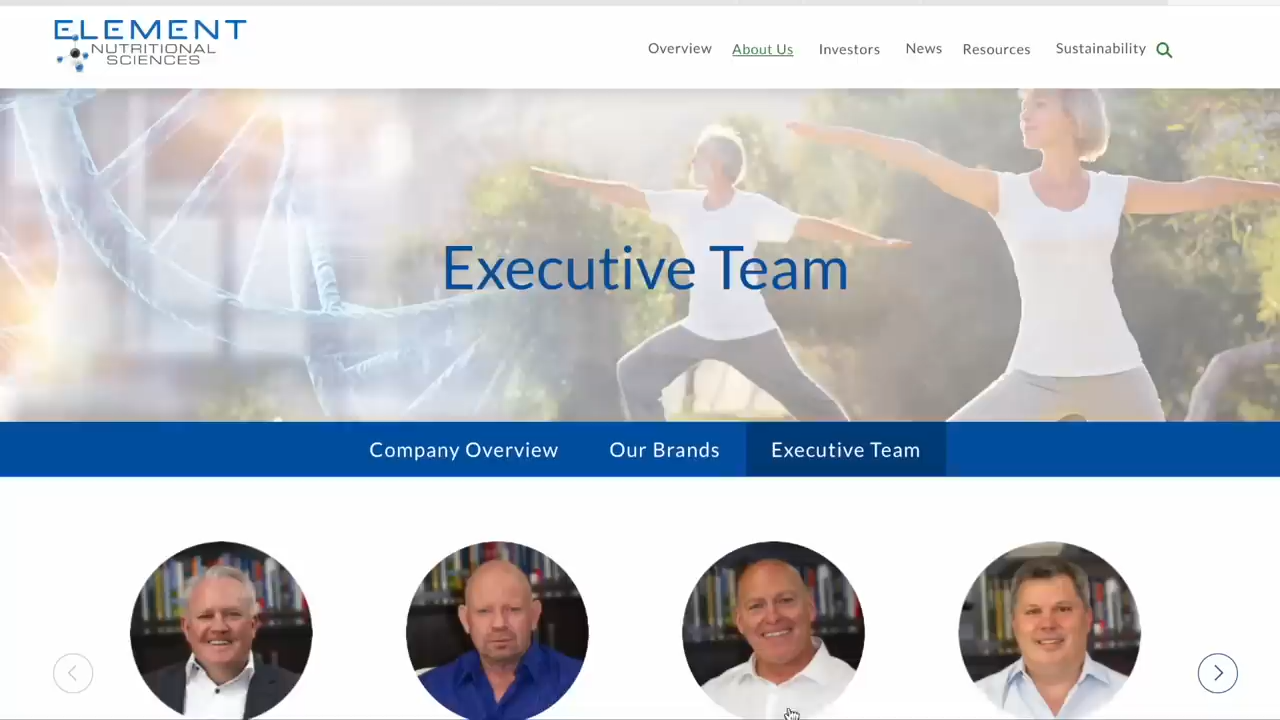 ELEMENT
NUTRITIONAL
SCIENCES
Overview
About Us
Investors
News
Resources
Sustainability
Executive Team
Company Overview
Our Brands
Executive Team